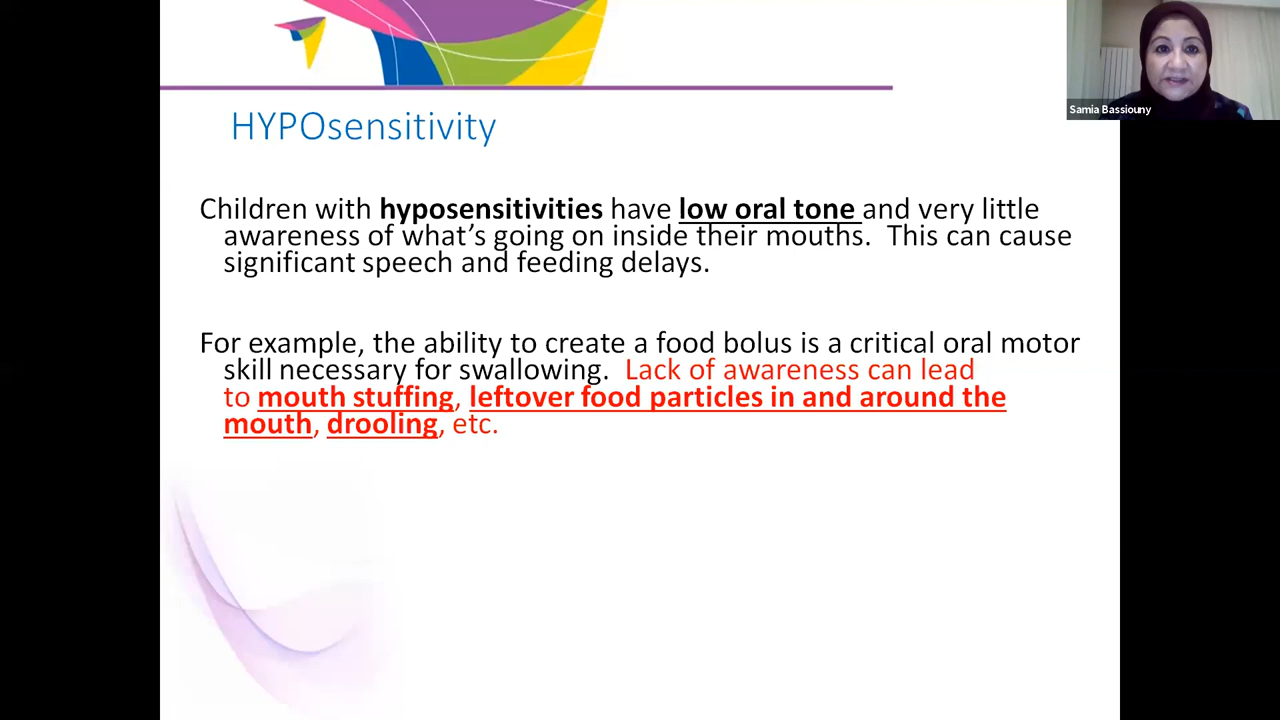 Samia Bassiouny
HYPOsensitivity
Children with hyposensitivities have low oral tone and very little
awareness of what’s going on inside their mouths. This can cause
significant speech and feeding delays.
For example, the ability to create a food bolus is a critical oral motor
skill necessary for swallowing. Lack of awareness can lead
to mouth stuffing, leftover food particles in and around the
mouth, drooling, etc.